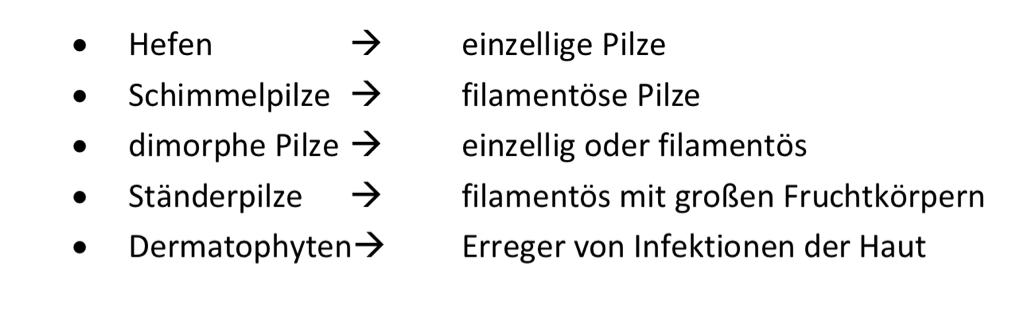 • Hefen → einzellige Pilze
• Schimmelpilze → filamentöse Pilze
• dimorphe Pilze → einzellig oder filamentös
• Ständerpilze → filamentös mit großen Fruchtkörpern
• Dermatophyten→ Erreger von Infektionen der Haut